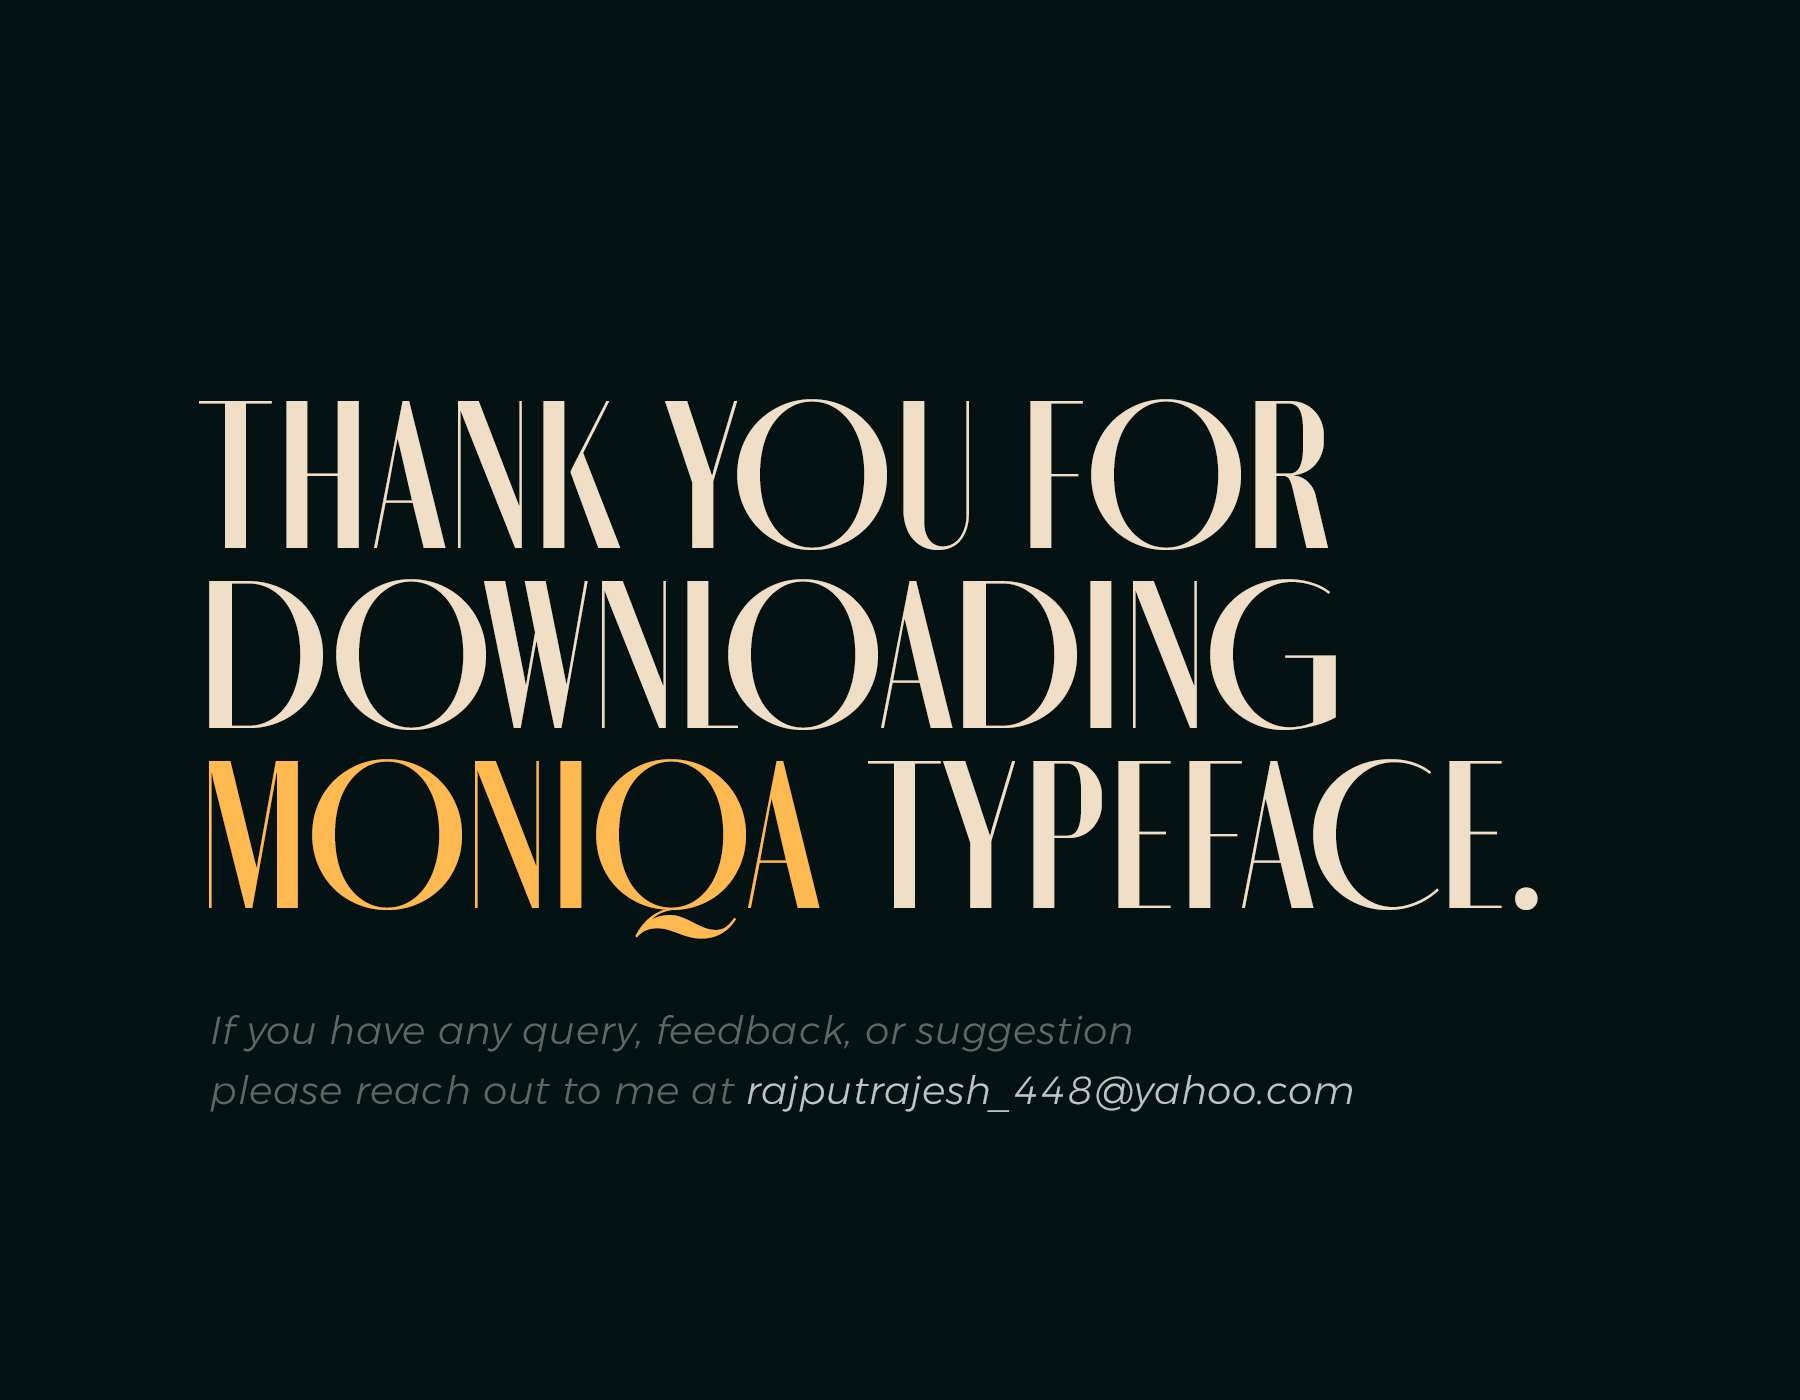 THANK YOU FOR
DOWNLOADING
MONIQA TYPEFACE.
If you have any query, feedback, or suggestion
please reach out to me at rajputrajesh_448@yahoo.com